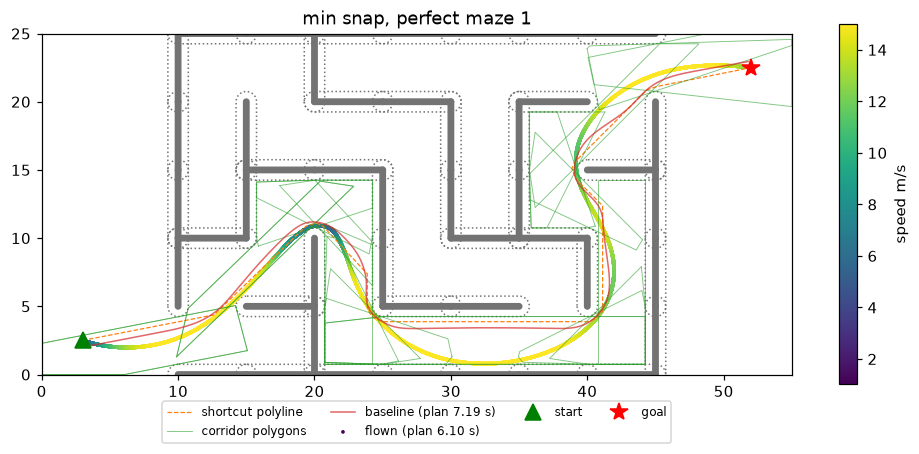 min snap, perfect maze 1
25
20
15
10
5
0
0 10 20 30 40 50
14
12
10
8
6
4
2
speed m/s
shortcut polyline
corridor polygons
baseline (plan 7.19 s)
flown (plan 6.10 s)
start
goal